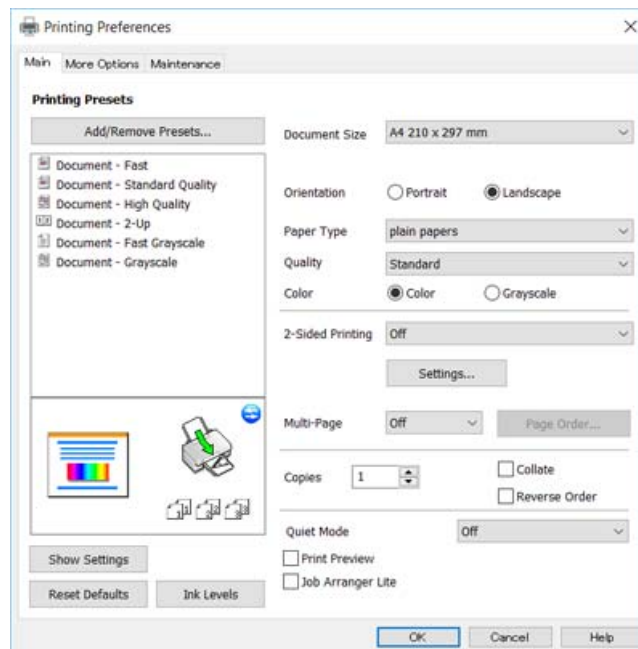 Printing Preferences
Main More Options Maintenance
Printing Presets
Add/Remove Presets...
Document - Fast
Document - Standard Quality
Document - High Quality
Document - 2-Up
Document - Fast Grayscale
Document - Grayscale
Show Settings
Reset Defaults Ink Levels
Document Size A4 210 x 297 mm
Orientation Portrait Landscape
Paper Type plain papers
Quality Standard
Color Color Grayscale
2-Sided Printing Off
Settings...
Multi-Page Off Page Order...
Copies 1 Collate
Reverse Order
Quiet Mode Off
Print Preview
Job Arranger Lite
OK Cancel Help